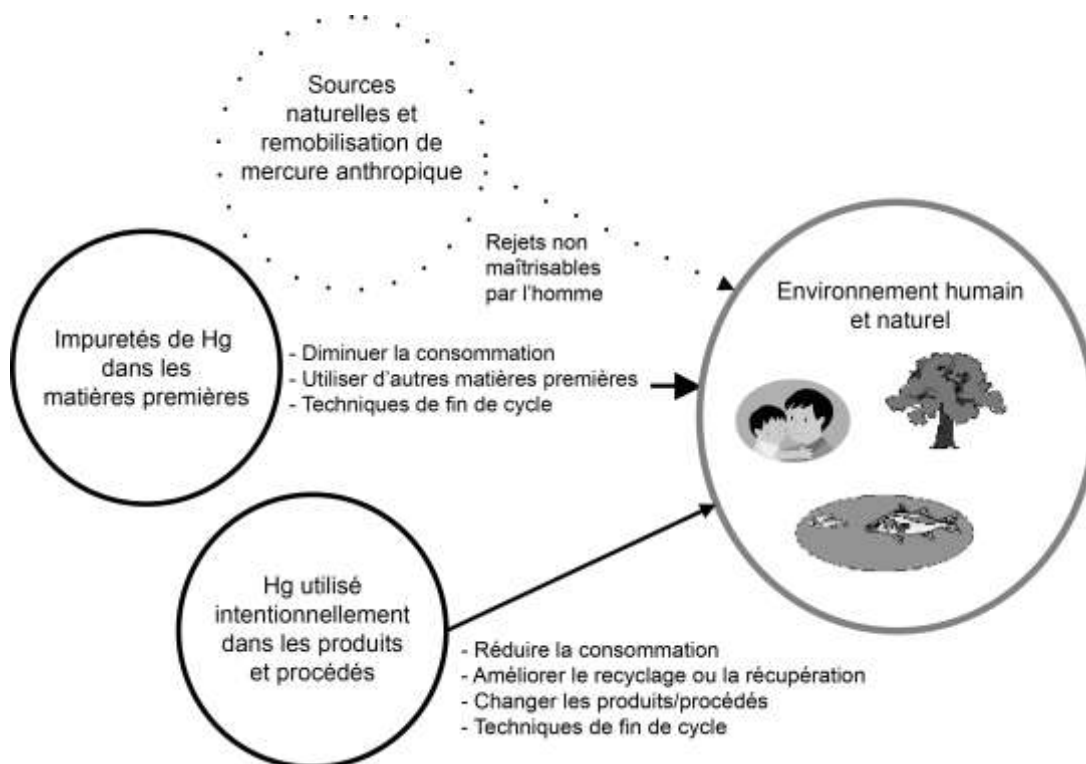 Sources
naturelles et
remobilisation de
mercure anthropique
Rejets non
maîtrisables
par l'homme
Environnement humain
et naturel
Impuretés de Hg
dans les
matières premières
- Diminuer la consommation
- Utiliser d'autres matières premières
- Techniques de fin de cycle
Hg utilisé
intentionnellement
dans les produits
et procédés
- Réduire la consommation
- Améliorer le recyclage ou la récupération
- Changer les produits/procédés
- Techniques de fin de cycle